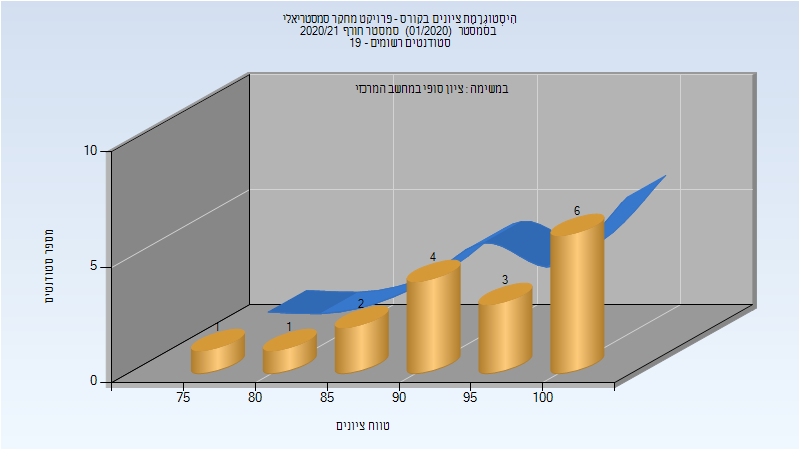 היסטוגרמת ציונים בקורס - פרויקט מחקר סמסטריאלי
בסמסטר (01/2020) סמסטר חורף 2020/21
סטודנטים רשומים - 19
במשימה : ציון סופי במחשב המרכזי
10
5
0
מספר סטודנטים
1
1
2
4
3
6
75
80
85
90
95
100
טווח ציונים